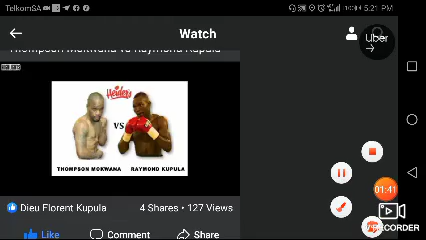 TelkomSA
5:21 PM
Watch
Uber
Thompson Mokwana vs Raymond Kupula
Heiders
VS
THOMPSON MOKWANA
RAYMOND KUPULA
01:41
Dieu Florent Kupula
4 Shares • 127 Views
RECORDER
Like
Comment
Share